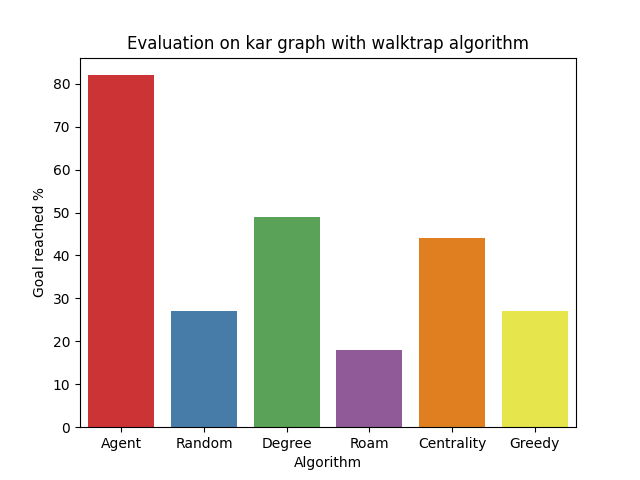 Evaluation on kar graph with walktrap algorithm
Goal reached %
80
70
60
50
40
30
20
10
0
Agent Random Degree Roam Centrality Greedy
Algorithm